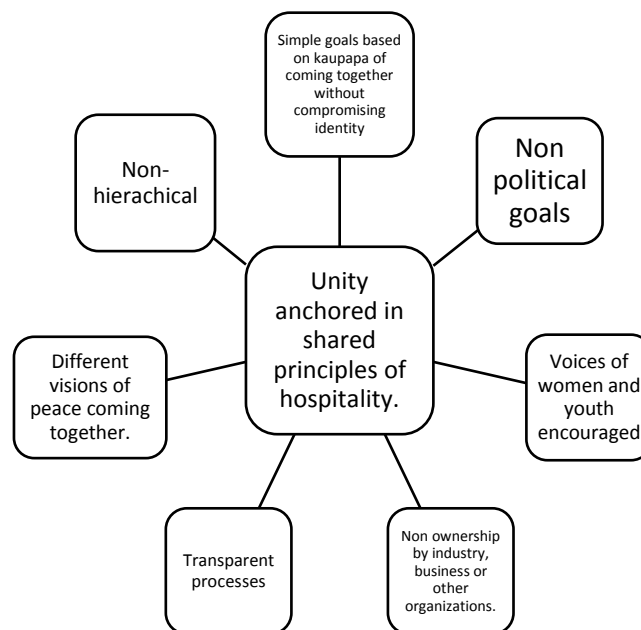 Simple goals based
on kaupapa of
coming together
without
compromising
identity
Non-
hierachical
Non
political
goals
Unity
anchored in
shared
principles of
hospitality.
Different
visions of
peace coming
together.
Voices of
women and
youth
encouraged
Transparent
processes
Non ownership
by industry,
business or
other
organizations.